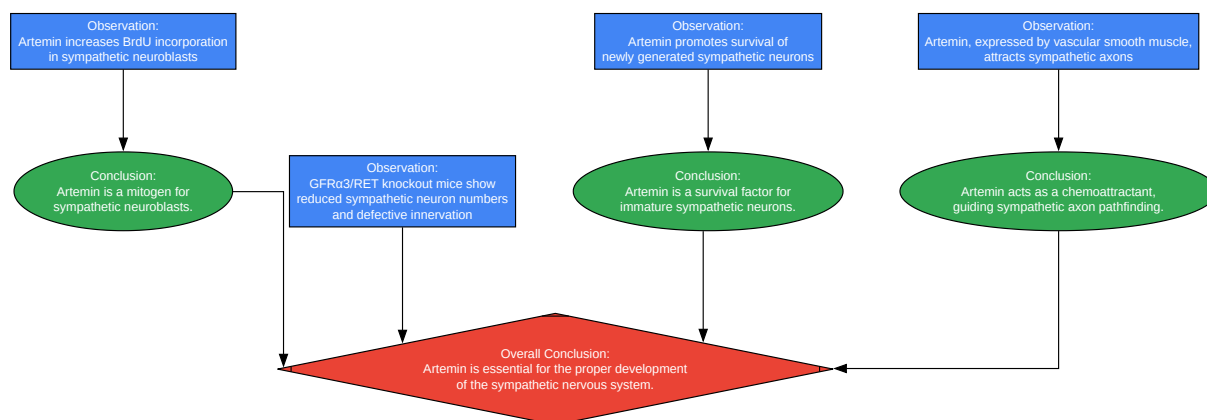 Observation:
Artemin increases BrdU incorporation
in sympathetic neuroblasts
Observation:
Artemin promotes survival of
newly generated sympathetic neurons
Observation:
Artemin, expressed by vascular smooth muscle,
attracts sympathetic axons
Conclusion:
Artemin is a mitogen for
sympathetic neuroblasts.
Observation:
GFRα3/RET knockout mice show
reduced sympathetic neuron numbers
and defective innervation
Conclusion:
Artemin is a survival factor for
immature sympathetic neurons.
Conclusion:
Artemin acts as a chemoattractant,
guiding sympathetic axon pathfinding.
Overall Conclusion:
Artemin is essential for the proper development
of the sympathetic nervous system.